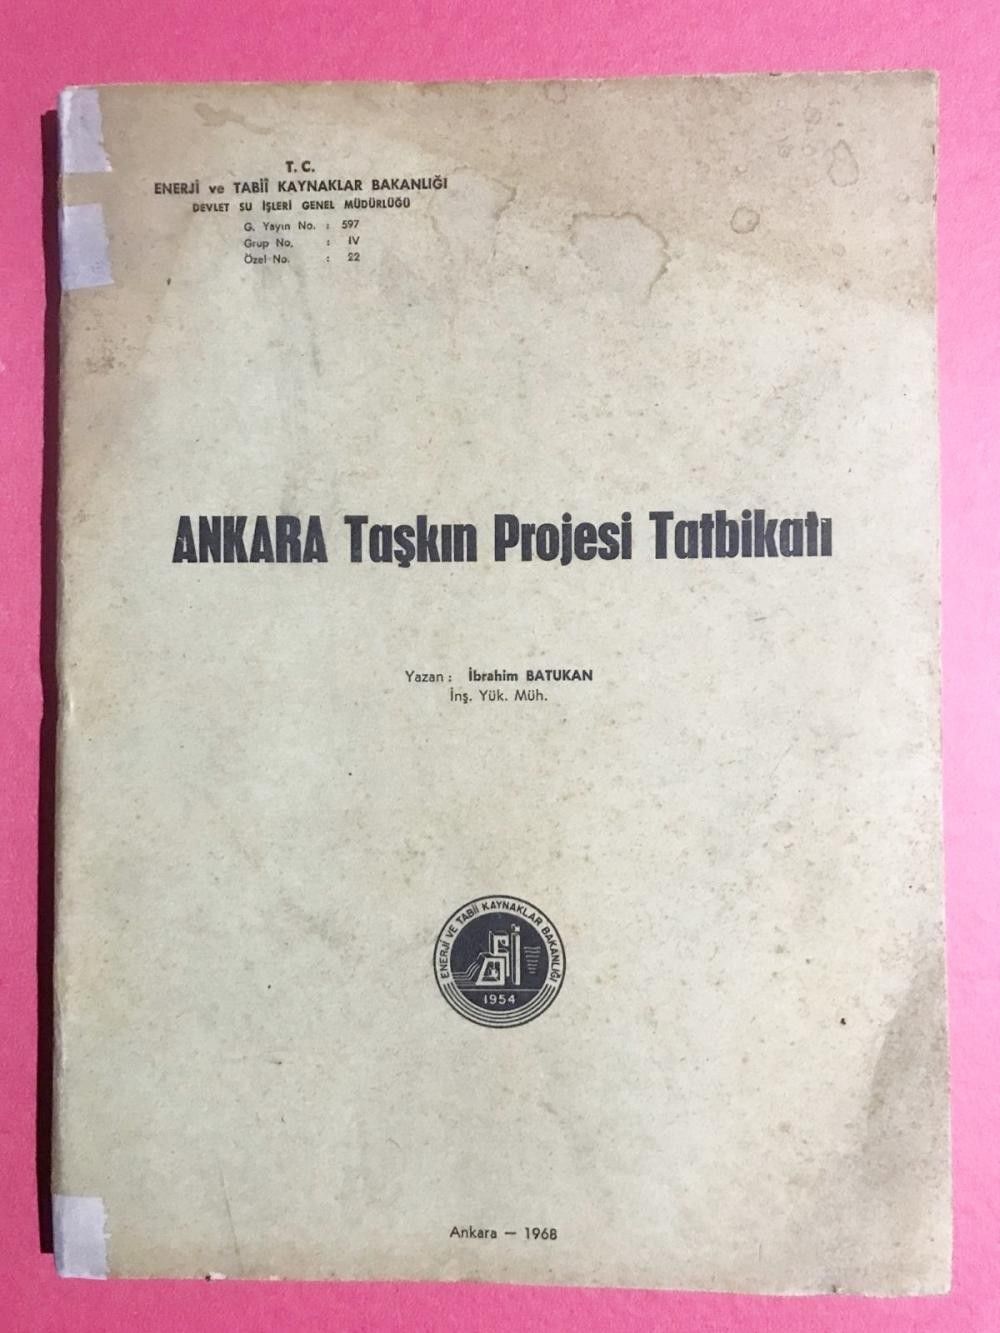 T. C.
ENERJİ ve TABİÎ KAYNAKLAR BAKANLIĞI
DEVLET SU İŞLERİ GENEL MÜDÜRLÜĞÜ
G. Yayın No. : 597
Grup No. : IV
Özel No. : 22
ANKARA Taşkın Projesi Tatbikatı
Yazan : İbrahim BATUKAN
İnş. Yük. Müh.
ENERJİ VE TABİİ KAYNAKLAR BAKANLIĞI
DSİ
1954
Ankara — 1968